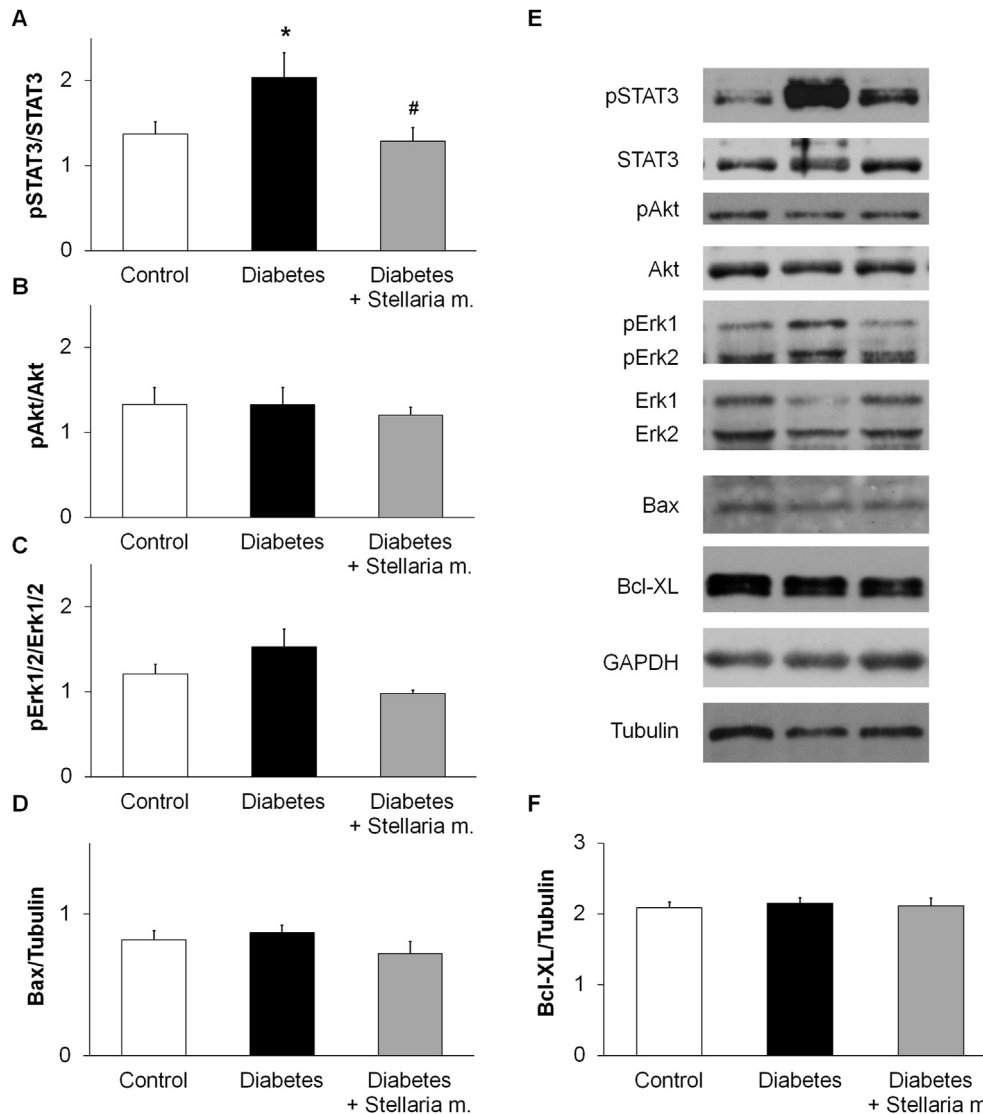 A
pSTAT3/STAT3
2
1
0
*
#
Control
Diabetes
Diabetes
+ Stellaria m.
B
pAkt/Akt
2
1
0
Control
Diabetes
Diabetes
+ Stellaria m.
C
pErk1/2/Erk1/2
2
1
0
Control
Diabetes
Diabetes
+ Stellaria m.
D
Bax/Tubulin
1
0
Control
Diabetes
Diabetes
+ Stellaria m.
E
pSTAT3
STAT3
pAkt
Akt
pErk1
pErk2
Erk1
Erk2
Bax
Bcl-XL
GAPDH
Tubulin
F
Bcl-XL/Tubulin
3
2
1
0
Control
Diabetes
Diabetes
+ Stellaria m